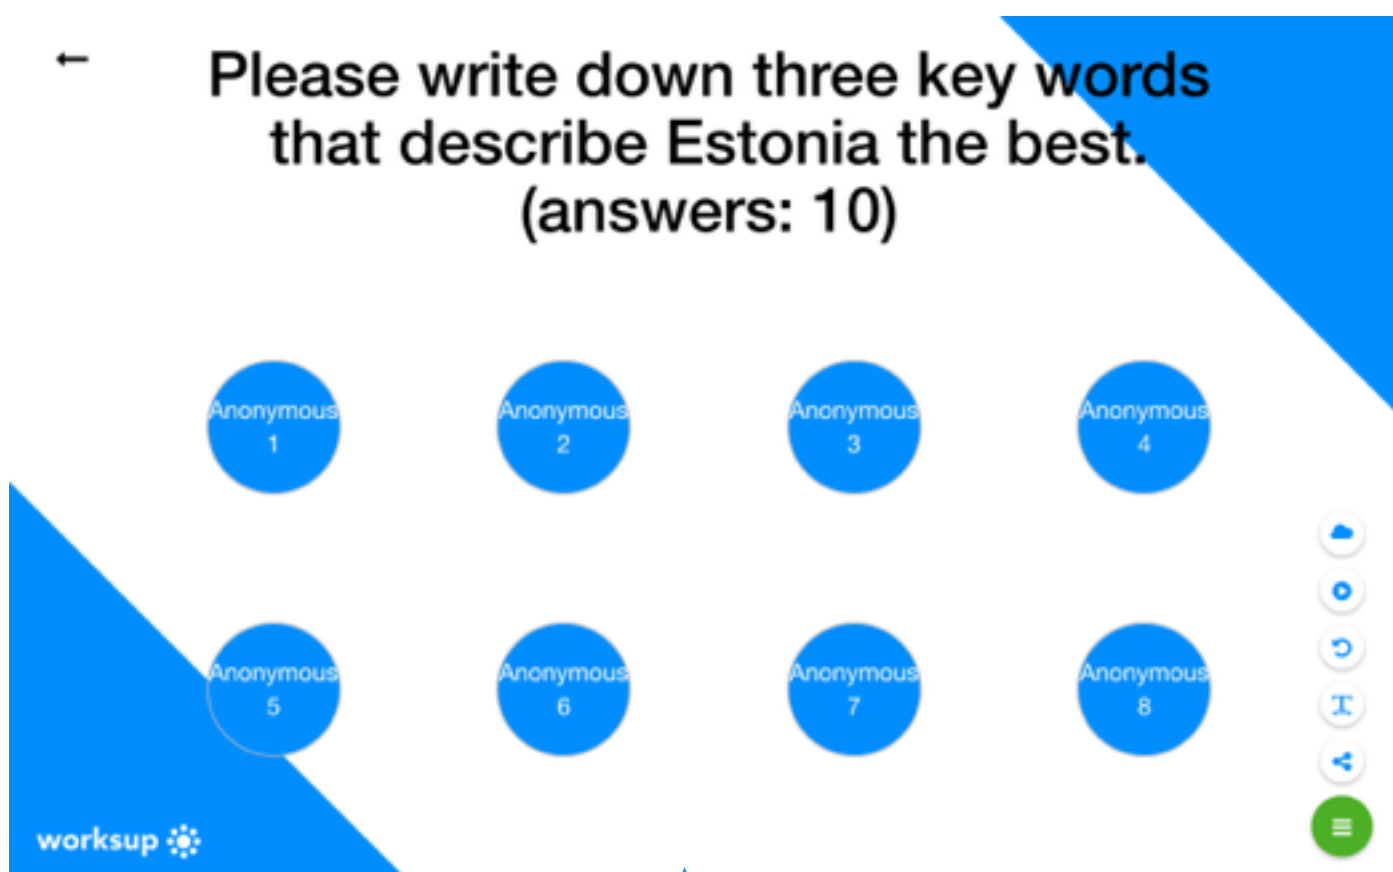 Please write down three key words
that describe Estonia the best.
(answers: 10)
Anonymous
1
Anonymous
2
Anonymous
3
Anonymous
4
Anonymous
5
Anonymous
6
Anonymous
7
Anonymous
8
worksup